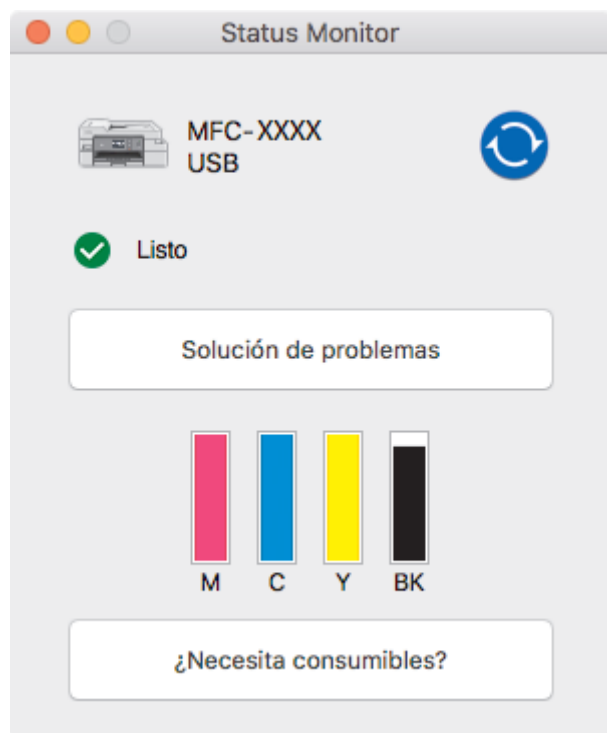 Status Monitor
MFC-XXXX
USB
Listo
Solución de problemas
M C Y BK
¿Necesita consumibles?